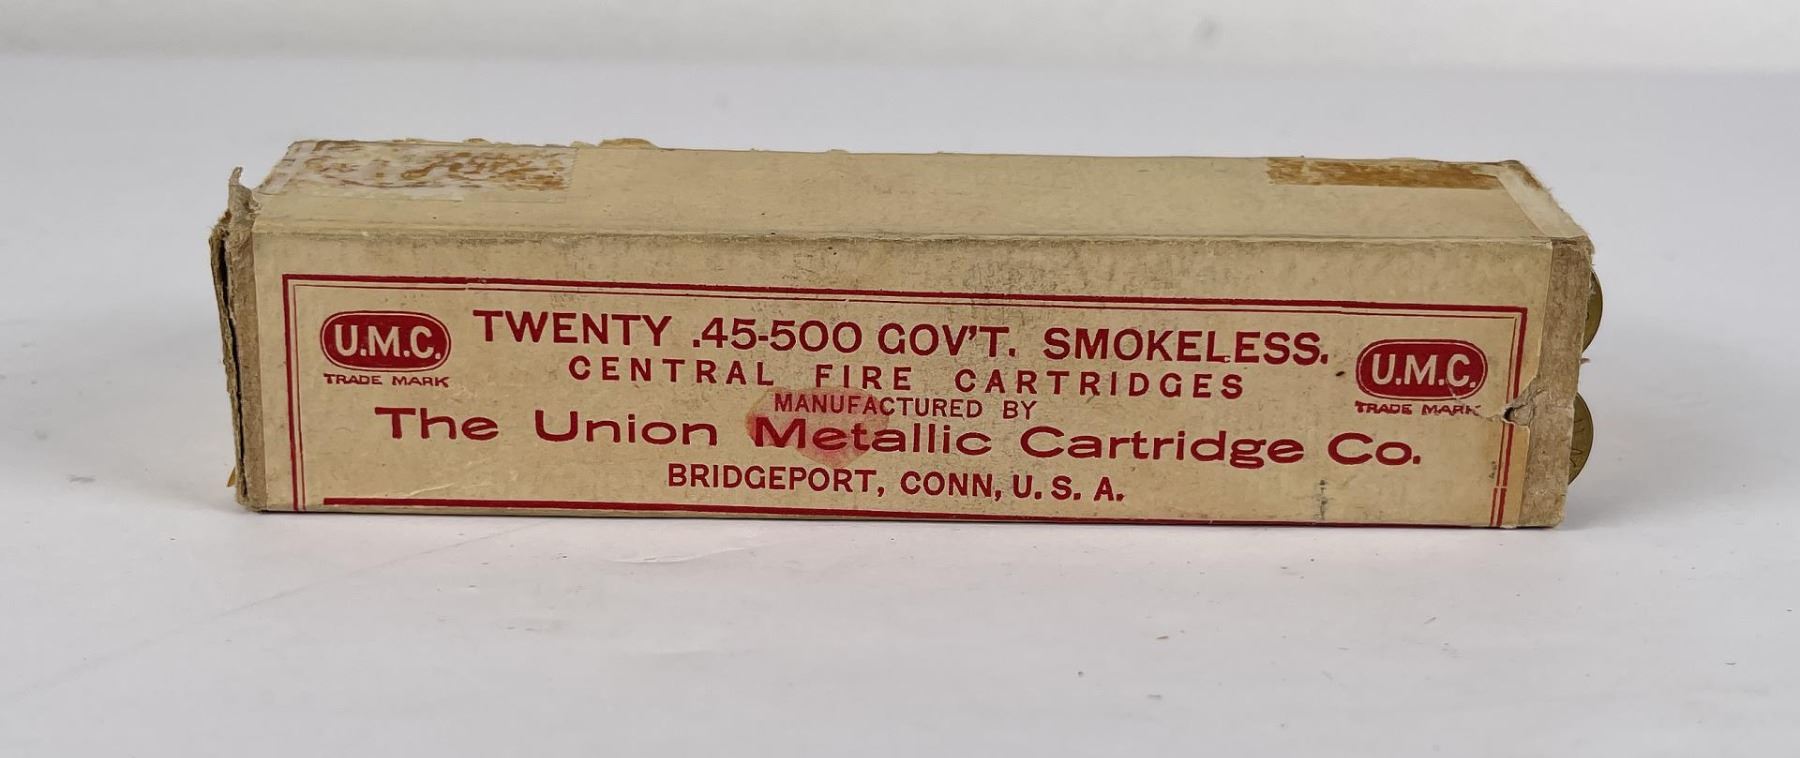 U.M.C.
TRADE MARK
TWENTY .45-500 GOV'T. SMOKELESS.
CENTRAL FIRE CARTRIDGES
MANUFACTURED BY
The Union Metallic Cartridge Co.
BRIDGEPORT, CONN, U. S. A.
U.M.C.
TRADE MARK